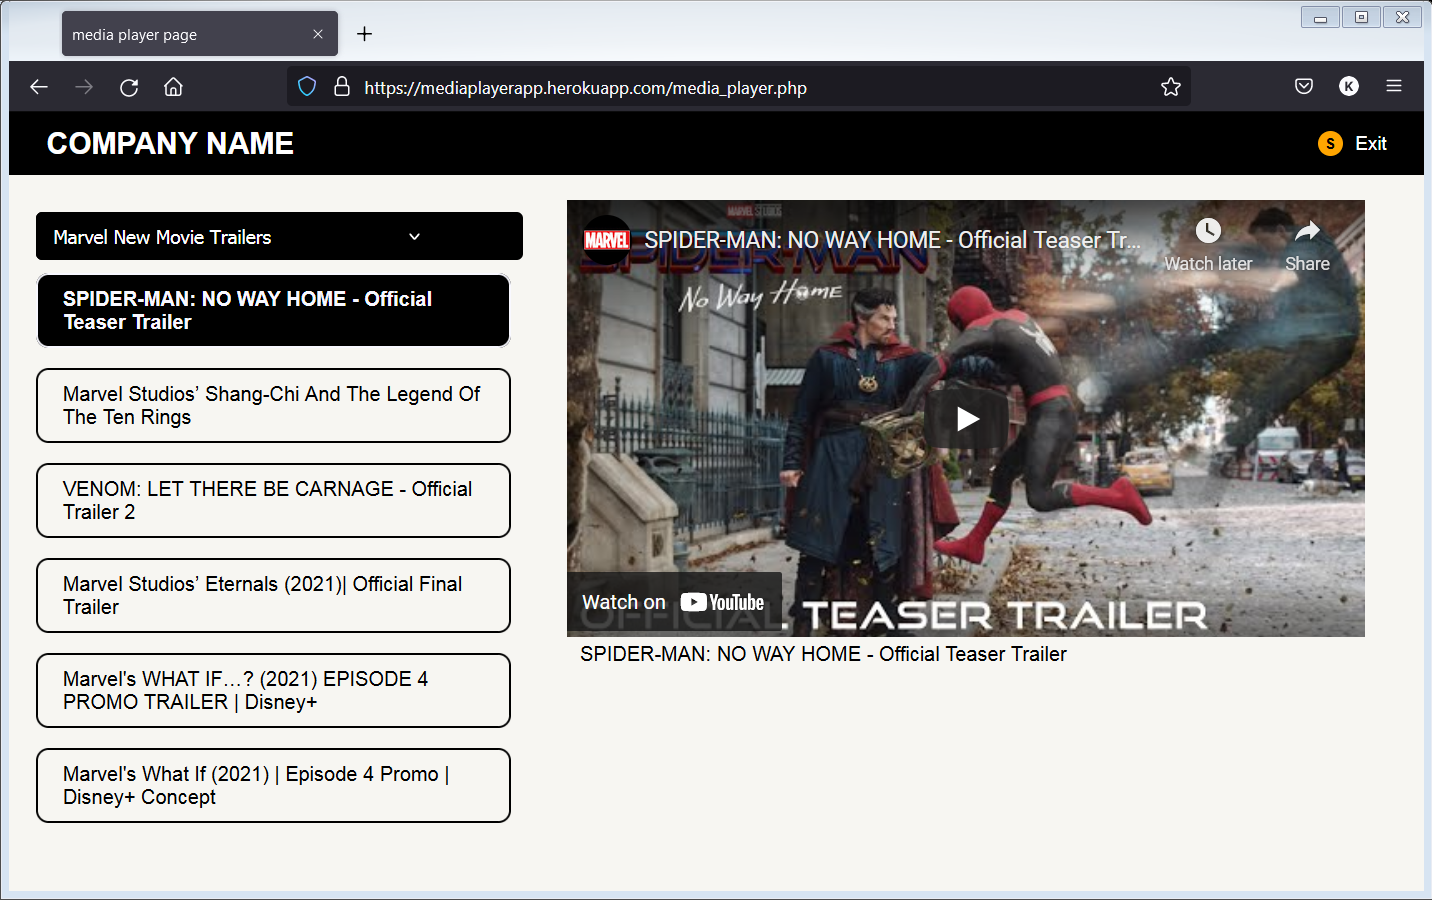 media player page
https://mediaplayerapp.herokuapp.com/media_player.php
K
COMPANY NAME
S Exit
Marvel New Movie Trailers
SPIDER-MAN: NO WAY HOME - Official
Teaser Trailer
Marvel Studios’ Shang-Chi And The Legend Of
The Ten Rings
VENOM: LET THERE BE CARNAGE - Official
Trailer 2
Marvel Studios’ Eternals (2021)| Official Final
Trailer
Marvel's WHAT IF…? (2021) EPISODE 4
PROMO TRAILER | Disney+
Marvel's What If (2021) | Episode 4 Promo |
Disney+ Concept
MARVEL STUDIOS
MARVEL
SPIDER-MAN: NO WAY HOME - Official Teaser Tr...
Watch later
Share
SPIDER-MAN
No Way Home
Watch on YouTube
OFFICIAL TEASER TRAILER
SPIDER-MAN: NO WAY HOME - Official Teaser Trailer